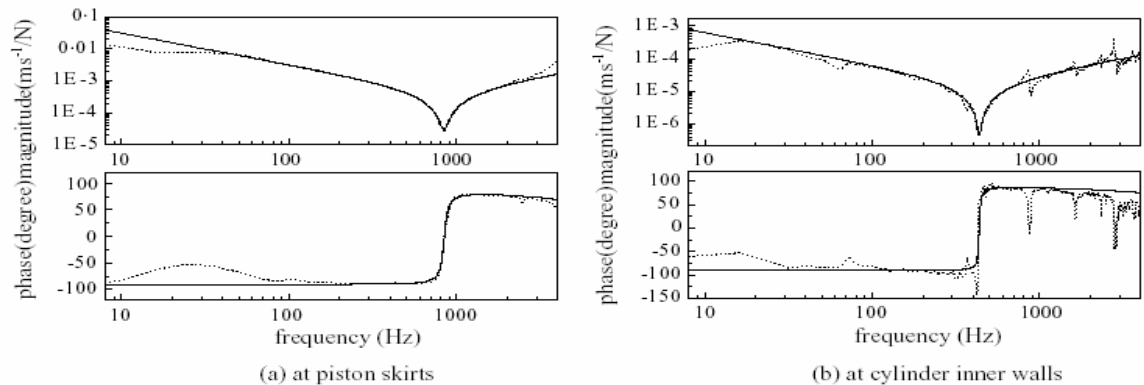 0·1
0·01
1E-3
1E-4
1E-5
10
100
1000
100
50
0
-50
-100
10
100
1000
phase(degree)magnitude(ms⁻¹/N)
frequency (Hz)
(a) at piston skirts
1E-3
1E-4
1E-5
1E-6
10
100
1000
100
50
0
-50
-100
-150
10
100
1000
phase(degree)magnitude(ms⁻¹/N)
frequency (Hz)
(b) at cylinder inner walls